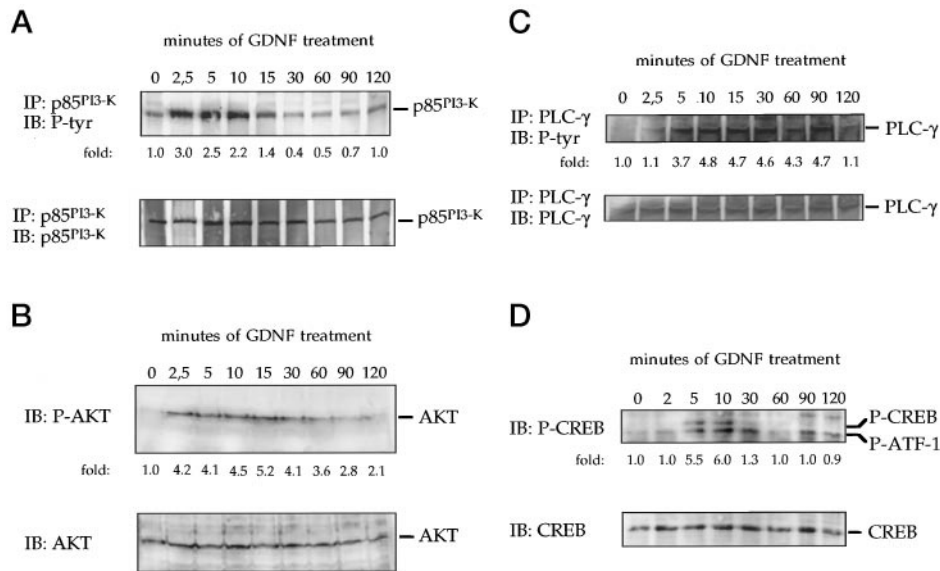 A
minutes of GDNF treatment
0 2,5 5 10 15 30 60 90 120
IP: p85PI3-K
IB: P-tyr
p85PI3-K
fold: 1.0 3.0 2.5 2.2 1.4 0.4 0.5 0.7 1.0
IP: p85PI3-K
IB: p85PI3-K
p85PI3-K
B
minutes of GDNF treatment
0 2,5 5 10 15 30 60 90 120
IB: P-AKT
AKT
fold: 1.0 4.2 4.1 4.5 5.2 4.1 3.6 2.8 2.1
IB: AKT
AKT
C
minutes of GDNF treatment
0 2,5 5 10 15 30 60 90 120
IP: PLC-γ
IB: P-tyr
PLC-γ
fold: 1.0 1.1 3.7 4.8 4.7 4.6 4.3 4.7 1.1
IP: PLC-γ
IB: PLC-γ
PLC-γ
D
minutes of GDNF treatment
0 2 5 10 30 60 90 120
IB: P-CREB
P-CREB
P-ATF-1
fold: 1.0 1.0 5.5 6.0 1.3 1.0 1.0 0.9
IB: CREB
CREB